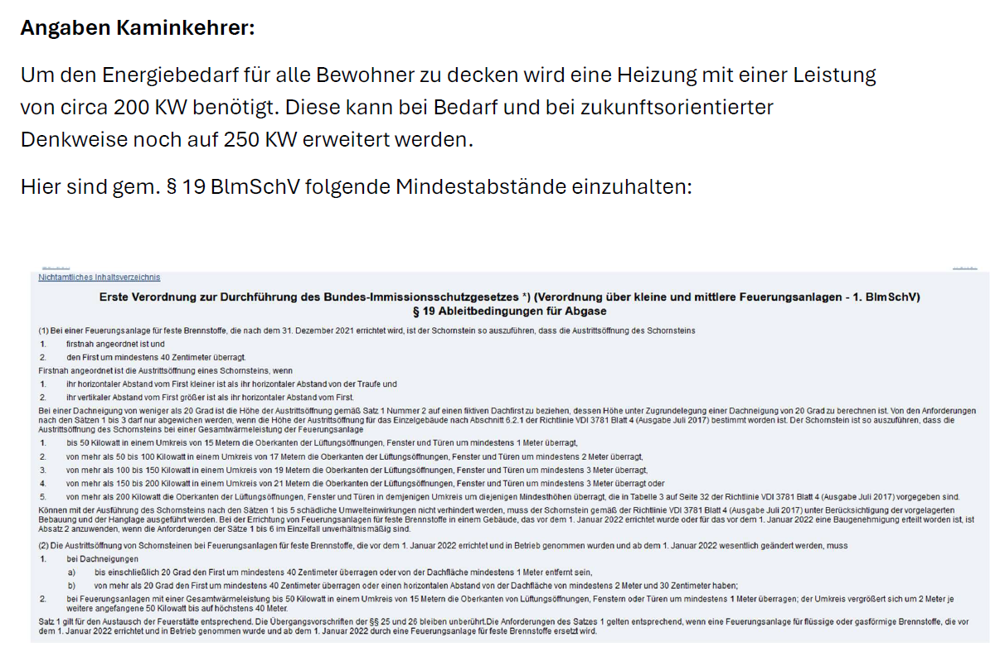 Angaben Kaminkehrer:
Um den Energiebedarf für alle Bewohner zu decken wird eine Heizung mit einer Leistung
von circa 200 KW benötigt. Diese kann bei Bedarf und bei zukunftsorientierter
Denkweise noch auf 250 KW erweitert werden.
Hier sind gem. § 19 BlmSchV folgende Mindestabstände einzuhalten:
Nichtamtliches Inhaltsverzeichnis
Erste Verordnung zur Durchführung des Bundes-Immissionsschutzgesetzes *) (Verordnung über kleine und mittlere Feuerungsanlagen - 1. BImSchV)
§ 19 Ableitbedingungen für Abgase
(1) Bei einer Feuerungsanlage für feste Brennstoffe, die nach dem 31. Dezember 2021 errichtet wird, ist der Schornstein so auszuführen, dass die Austrittsöffnung des Schornsteins
1. firstnah angeordnet ist und
2. den First um mindestens 40 Zentimeter überragt.
Firstnah angeordnet ist die Austrittsöffnung eines Schornsteins, wenn
1. ihr horizontaler Abstand vom First kleiner ist als ihr horizontaler Abstand von der Traufe und
2. ihr vertikaler Abstand vom First größer ist als ihr horizontaler Abstand vom First.
Bei einer Dachneigung von weniger als 20 Grad ist die Höhe der Austrittsöffnung gemäß Satz 1 Nummer 2 auf einen fiktiven Dachfirst zu beziehen, dessen Höhe unter Zugrundelegung einer Dachneigung von 20 Grad zu berechnen ist. Von den Anforderungen
nach den Sätzen 1 bis 3 darf nur abgewichen werden, wenn die Höhe der Austrittsöffnung für das Einzelgebäude nach Abschnitt 6.2.1 der Richtlinie VDI 3781 Blatt 4 (Ausgabe Juli 2017) bestimmt worden ist. Der Schornstein ist so auszuführen, dass die
Austrittsöffnung des Schornsteins bei einer Gesamtwärmeleistung der Feuerungsanlage
1. bis 50 Kilowatt in einem Umkreis von 15 Metern die Oberkanten der Lüftungsöffnungen, Fenster und Türen um mindestens 1 Meter überragt,
2. von mehr als 50 bis 100 Kilowatt in einem Umkreis von 17 Metern die Oberkanten der Lüftungsöffnungen, Fenster und Türen um mindestens 2 Meter überragt,
3. von mehr als 100 bis 150 Kilowatt in einem Umkreis von 19 Metern die Oberkanten der Lüftungsöffnungen, Fenster und Türen um mindestens 3 Meter überragt,
4. von mehr als 150 bis 200 Kilowatt in einem Umkreis von 21 Metern die Oberkanten der Lüftungsöffnungen, Fenster und Türen um mindestens 3 Meter überragt oder
5. von mehr als 200 Kilowatt die Oberkanten der Lüftungsöffnungen, Fenster und Türen in demjenigen Umkreis um diejenigen Mindesthöhen überragt, die in Tabelle 3 auf Seite 32 der Richtlinie VDI 3781 Blatt 4 (Ausgabe Juli 2017) vorgegeben sind.
Können mit der Ausführung des Schornsteins nach den Sätzen 1 bis 5 schädliche Umwelteinwirkungen nicht verhindert werden, muss der Schornstein gemäß der Richtlinie VDI 3781 Blatt 4 (Ausgabe Juli 2017) unter Berücksichtigung der vorgelagerten
Bebauung und der Hanglage ausgeführt werden. Bei der Errichtung von Feuerungsanlagen für feste Brennstoffe in einem Gebäude, das vor dem 1. Januar 2022 errichtet wurde oder für das vor dem 1. Januar 2022 eine Baugenehmigung erteilt worden ist, ist
Absatz 2 anzuwenden, wenn die Anforderungen der Sätze 1 bis 6 im Einzelfall unverhältnismäßig sind.
(2) Die Austrittsöffnung von Schornsteinen bei Feuerungsanlagen für feste Brennstoffe, die vor dem 1. Januar 2022 errichtet und in Betrieb genommen wurden und ab dem 1. Januar 2022 wesentlich geändert werden, muss
1. bei Dachneigungen
a) bis einschließlich 20 Grad den First um mindestens 40 Zentimeter überragen oder von der Dachfläche mindestens 1 Meter entfernt sein,
b) von mehr als 20 Grad den First um mindestens 40 Zentimeter überragen oder einen horizontalen Abstand von der Dachfläche von mindestens 2 Meter und 30 Zentimeter haben;
2. bei Feuerungsanlagen mit einer Gesamtwärmeleistung bis 50 Kilowatt in einem Umkreis von 15 Metern die Oberkanten von Lüftungsöffnungen, Fenstern oder Türen um mindestens 1 Meter überragen; der Umkreis vergrößert sich um 2 Meter je
weitere angefangene 50 Kilowatt bis auf höchstens 40 Meter.
Satz 1 gilt für den Austausch der Feuerstätte entsprechend. Die Übergangsvorschriften der §§ 25 und 26 bleiben unberührt.Die Anforderungen des Satzes 1 gelten entsprechend, wenn eine Feuerungsanlage für flüssige oder gasförmige Brennstoffe, die vor
dem 1. Januar 2022 errichtet und in Betrieb genommen wurde und ab dem 1. Januar 2022 durch eine Feuerungsanlage für feste Brennstoffe ersetzt wird.